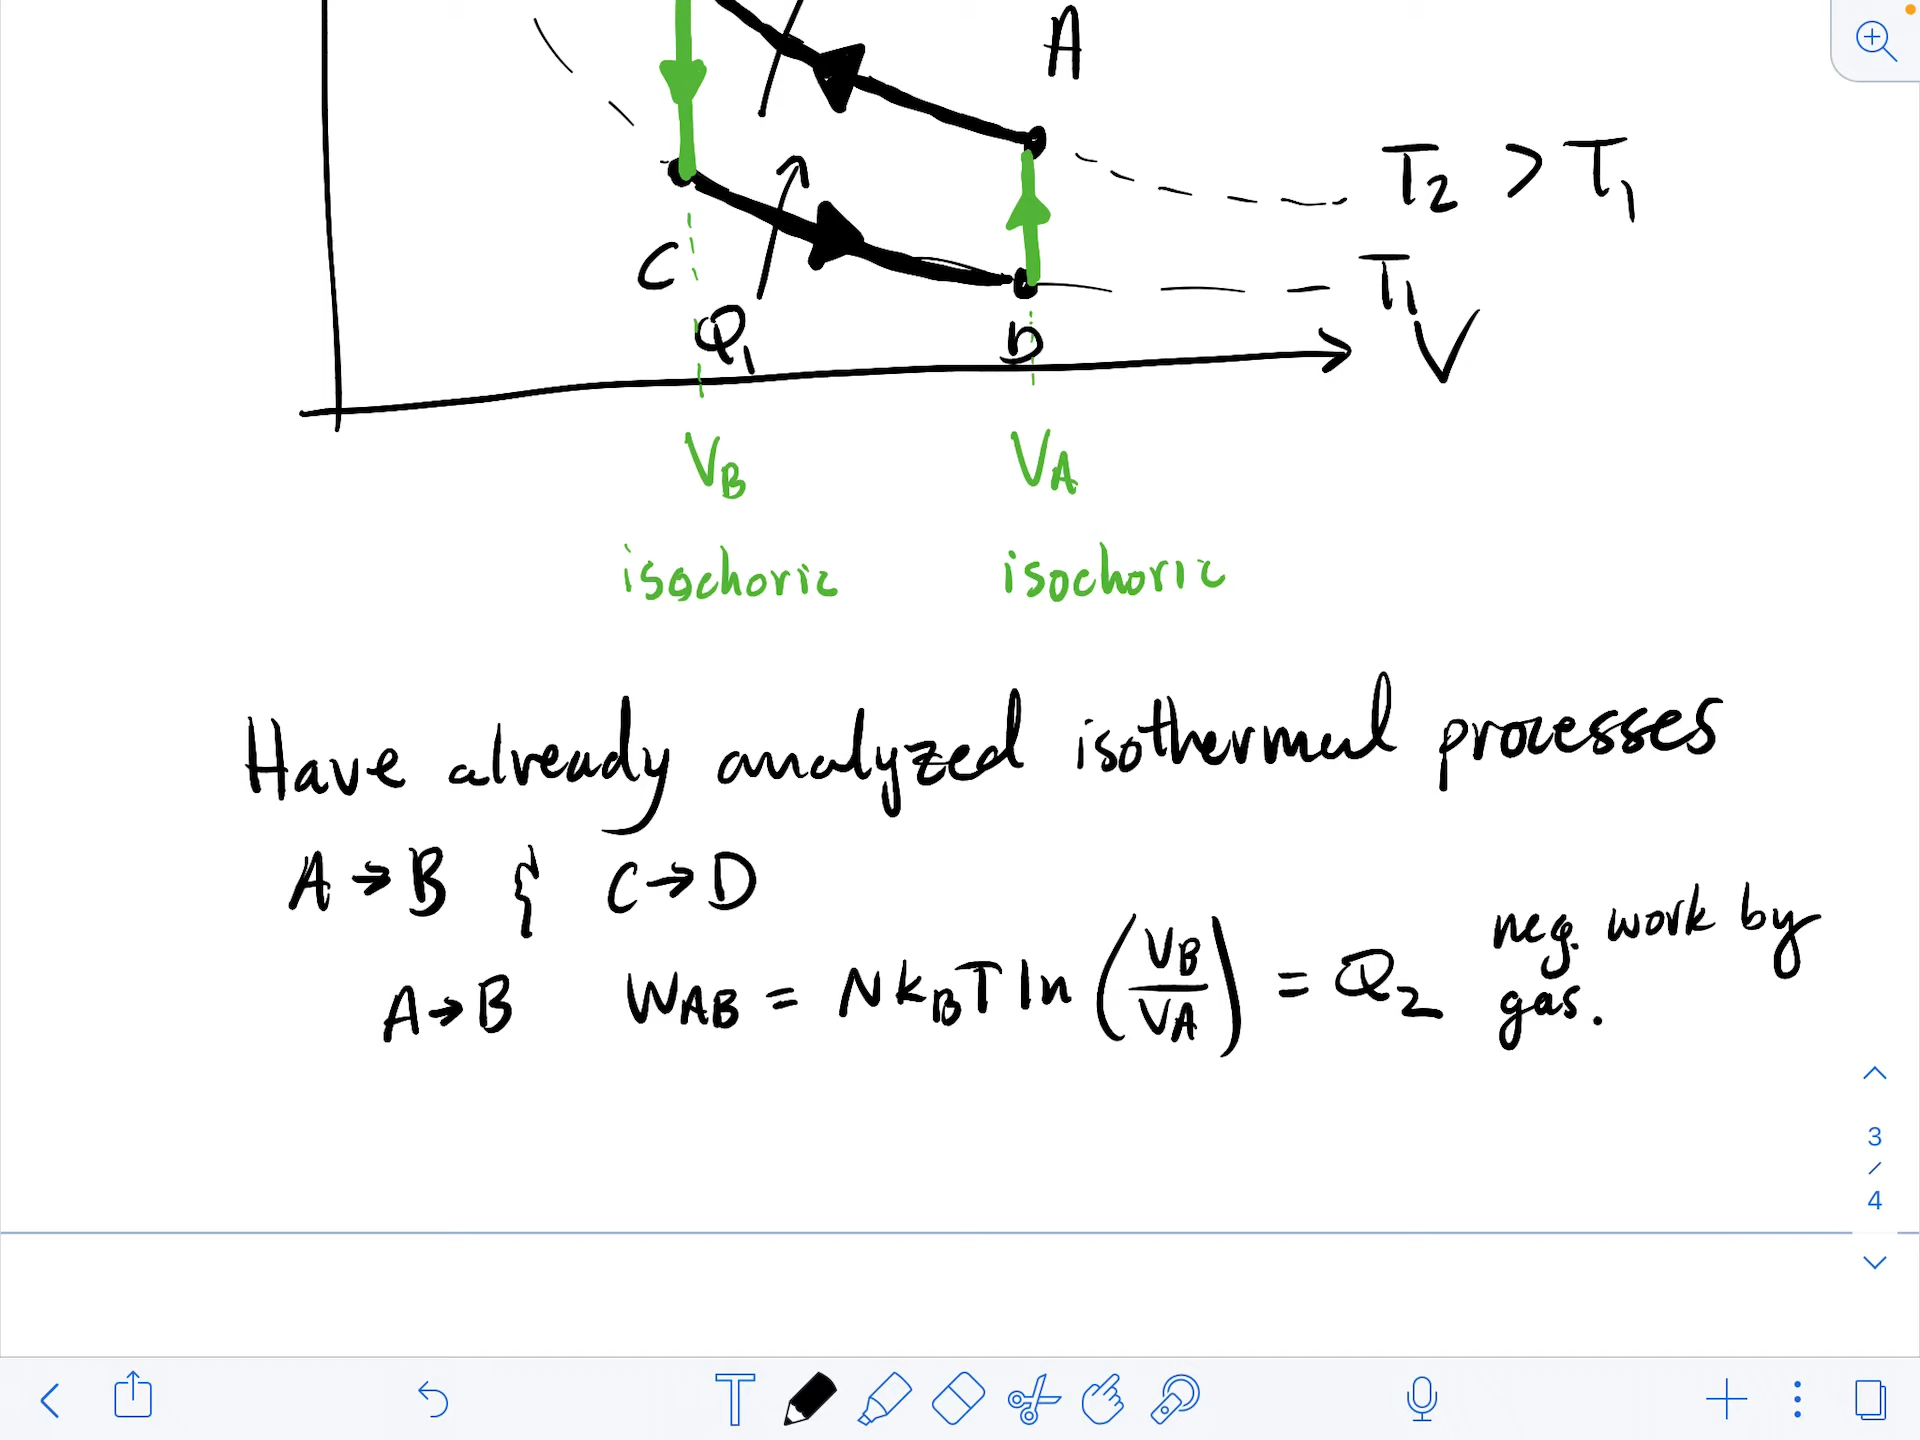 A
T₂ > T₁
C
T₁
Q₁
D
V
V_B
V_A
isochoric
isochoric
Have already analyzed isothermal processes
A → B & C → D
A → B W_AB = N k_B T ln (V_B / V_A) = Q₂ neg. work by
gas.
3
/
4
T